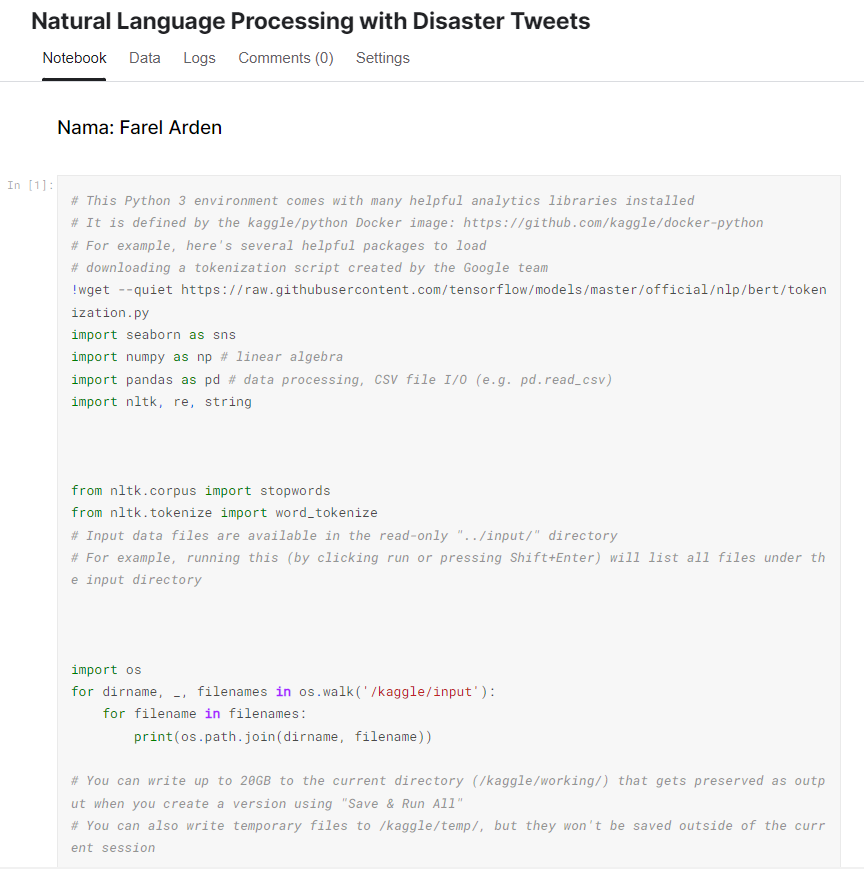 Natural Language Processing with Disaster Tweets
Notebook Data Logs Comments (0) Settings
Nama: Farel Arden
In [1]:
# This Python 3 environment comes with many helpful analytics libraries installed
# It is defined by the kaggle/python Docker image: https://github.com/kaggle/docker-python
# For example, here's several helpful packages to load
# downloading a tokenization script created by the Google team
!wget --quiet https://raw.githubusercontent.com/tensorflow/models/master/official/nlp/bert/token
ization.py
import seaborn as sns
import numpy as np # linear algebra
import pandas as pd # data processing, CSV file I/O (e.g. pd.read_csv)
import nltk, re, string
from nltk.corpus import stopwords
from nltk.tokenize import word_tokenize
# Input data files are available in the read-only "../input/" directory
# For example, running this (by clicking run or pressing Shift+Enter) will list all files under th
e input directory
import os
for dirname, _, filenames in os.walk('/kaggle/input'):
    for filename in filenames:
        print(os.path.join(dirname, filename))
# You can write up to 20GB to the current directory (/kaggle/working/) that gets preserved as outp
ut when you create a version using "Save & Run All"
# You can also write temporary files to /kaggle/temp/, but they won't be saved outside of the curr
ent session